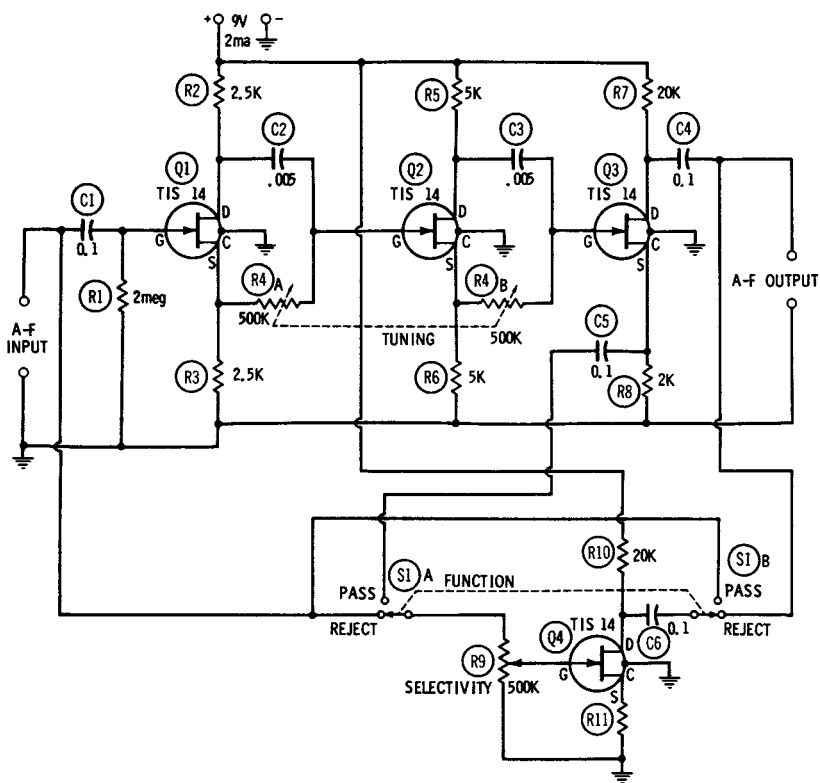 + 9V -
2ma
R2 2.5K
R5 5K
R7 20K
C2 .005
C3 .005
C4 0.1
Q1 TIS 14
Q2 TIS 14
Q3 TIS 14
C1 0.1
G D C S
G D C S
G D C S
R1 2meg
R4 A 500K
R4 B 500K
TUNING
A-F INPUT
A-F OUTPUT
C5 0.1
R3 2.5K
R6 5K
R8 2K
R10 20K
S1 A FUNCTION
S1 B
PASS
PASS
REJECT
REJECT
TIS 14
Q4
C6 0.1
G D C S
R9 500K
SELECTIVITY
R11